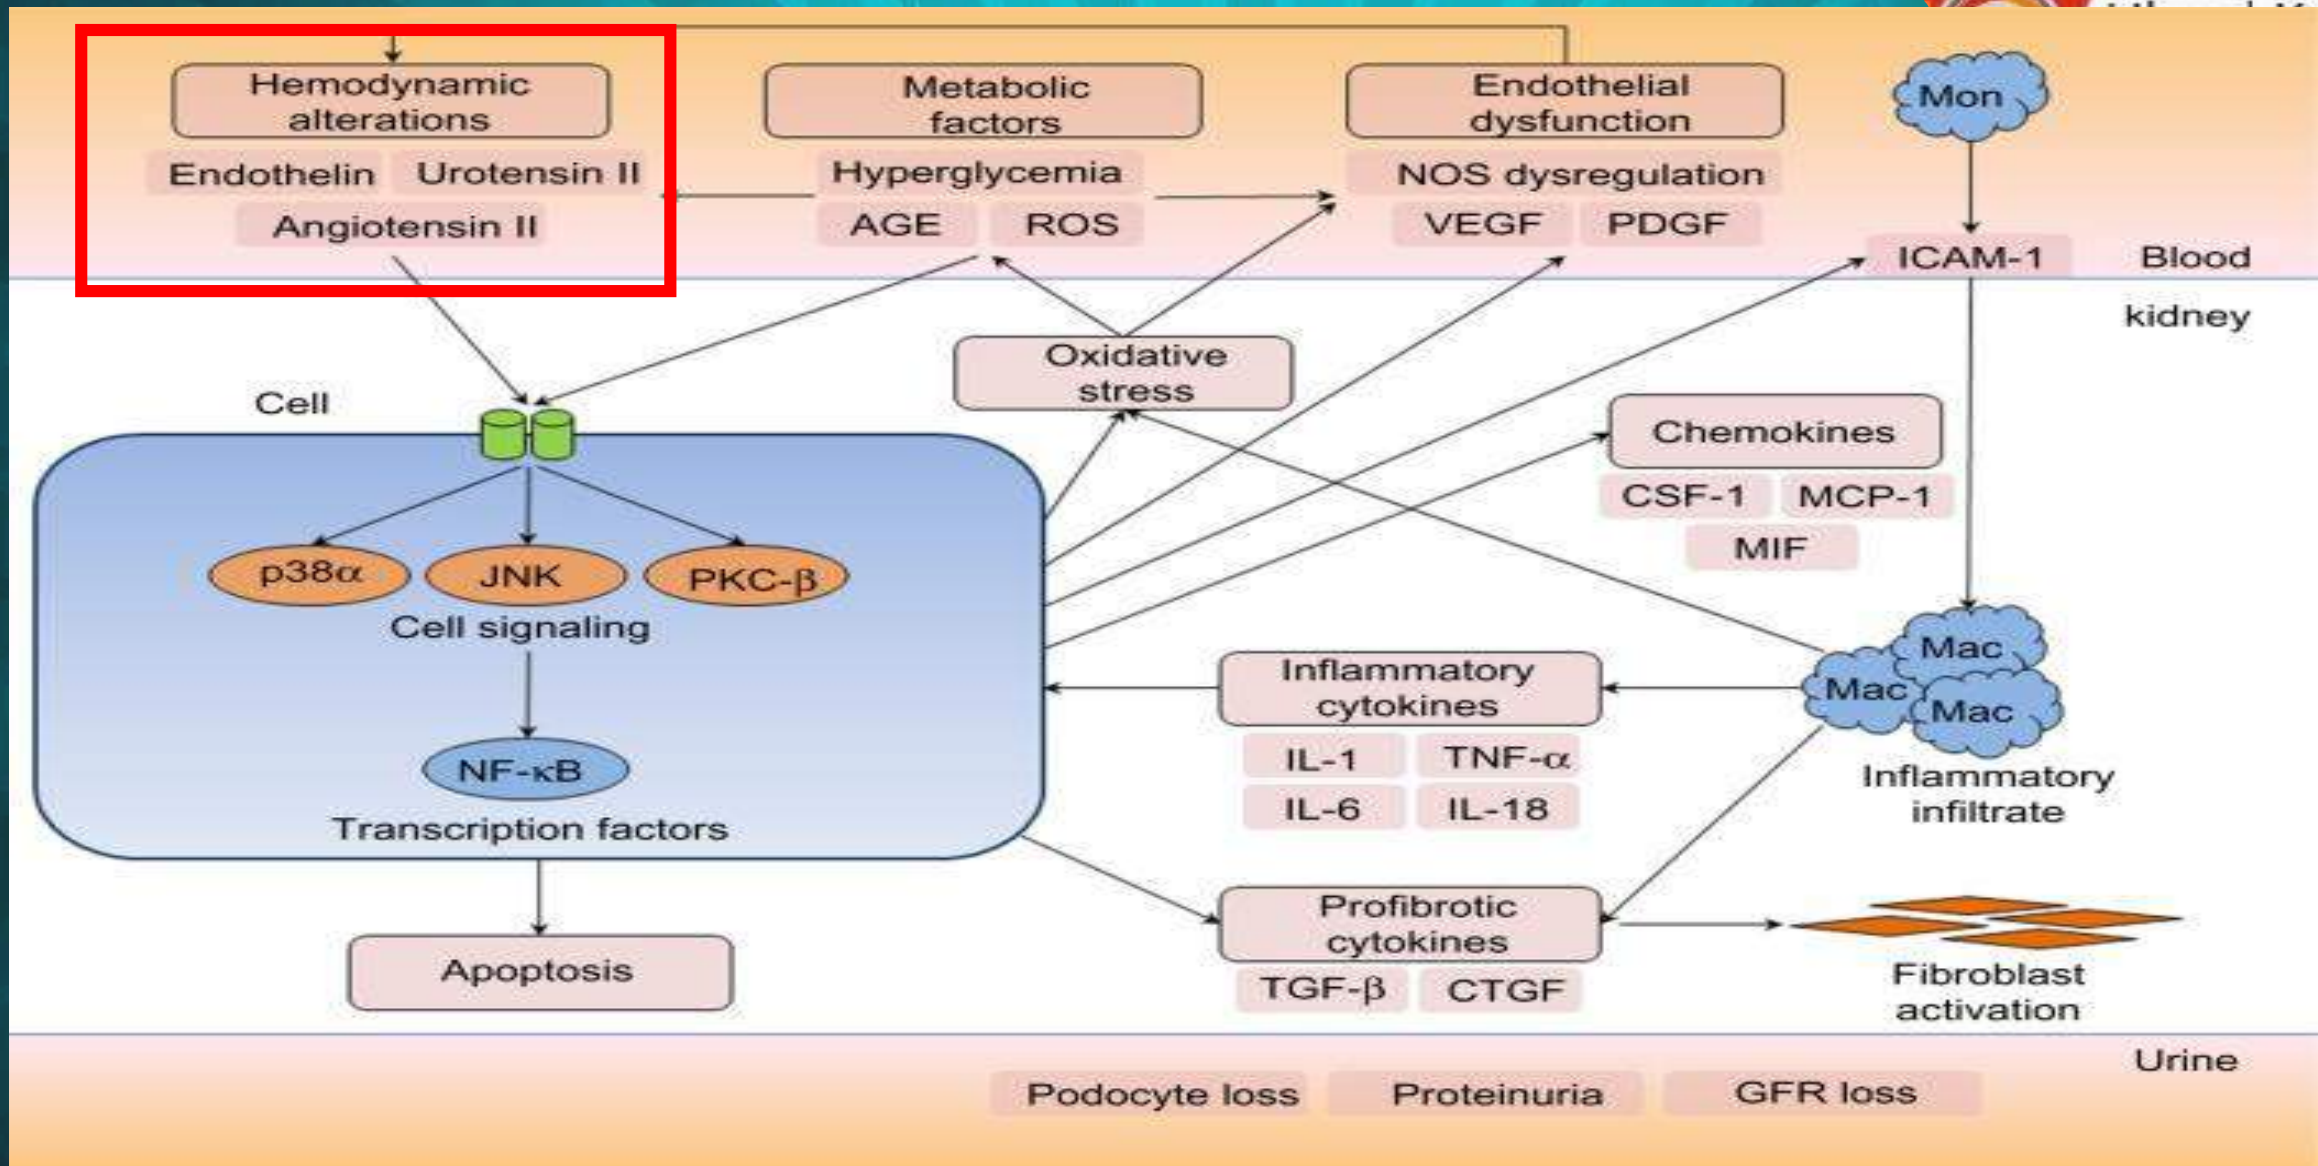 Hemodynamic
alterations
Endothelin Urotensin II
Angiotensin II
Metabolic
factors
Hyperglycemia
AGE ROS
Endothelial
dysfunction
NOS dysregulation
VEGF PDGF
Mon
ICAM-1
Blood
kidney
Oxidative
stress
Cell
Chemokines
CSF-1 MCP-1
MIF
p38α JNK PKC-β
Cell signaling
NF-κB
Transcription factors
Inflammatory
cytokines
IL-1 TNF-α
IL-6 IL-18
Mac
Mac
Mac
Inflammatory
infiltrate
Profibrotic
cytokines
TGF-β CTGF
Fibroblast
activation
Apoptosis
Urine
Podocyte loss Proteinuria GFR loss